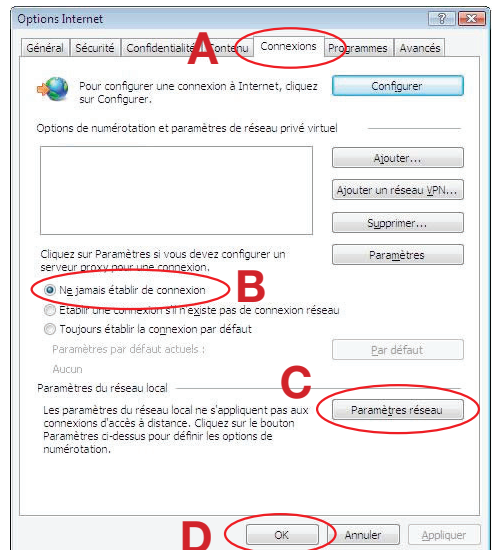 Options Internet
Général Sécurité Confidentialité Contenu Connexions Programmes Avancés
A
Pour configurer une connexion à Internet, cliquez
sur Configurer.
Configurer
Options de numérotation et paramètres de réseau privé virtuel
Ajouter...
Ajouter un réseau VPN...
Supprimer...
Cliquez sur Paramètres si vous devez configurer un
serveur proxy pour une connexion.
Paramètres
Ne jamais établir de connexion
B
Établir une connexion s'il n'existe pas de connexion réseau
Toujours établir la connexion par défaut
Paramètres par défaut actuels :
Aucun
Par défaut
Paramètres du réseau local
C
Les paramètres du réseau local ne s'appliquent pas aux
connexions d'accès à distance. Cliquez sur le bouton
Paramètres ci-dessus pour définir les options de
numérotation.
Paramètres réseau
D
OK Annuler Appliquer